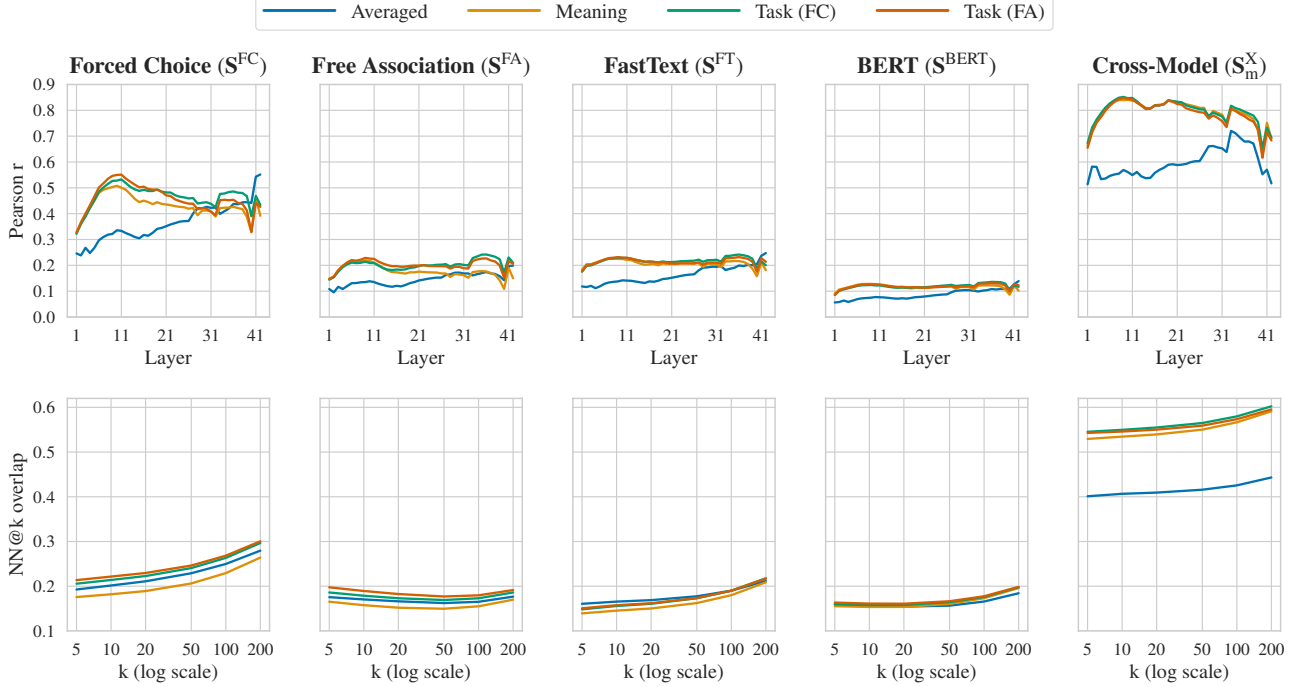 Averaged Meaning Task (FC) Task (FA)
Forced Choice (S^FC) Free Association (S^FA) FastText (S^FT) BERT (S^BERT) Cross-Model (S^X_m)
Pearson r
0.9
0.8
0.7
0.6
0.5
0.4
0.3
0.2
0.1
0.0
1 11 21 31 41 1 11 21 31 41 1 11 21 31 41 1 11 21 31 41 1 11 21 31 41
Layer Layer Layer Layer Layer
NN@k overlap
0.6
0.5
0.4
0.3
0.2
0.1
5 10 20 50 100 200 5 10 20 50 100 200 5 10 20 50 100 200 5 10 20 50 100 200 5 10 20 50 100 200
k (log scale) k (log scale) k (log scale) k (log scale) k (log scale)